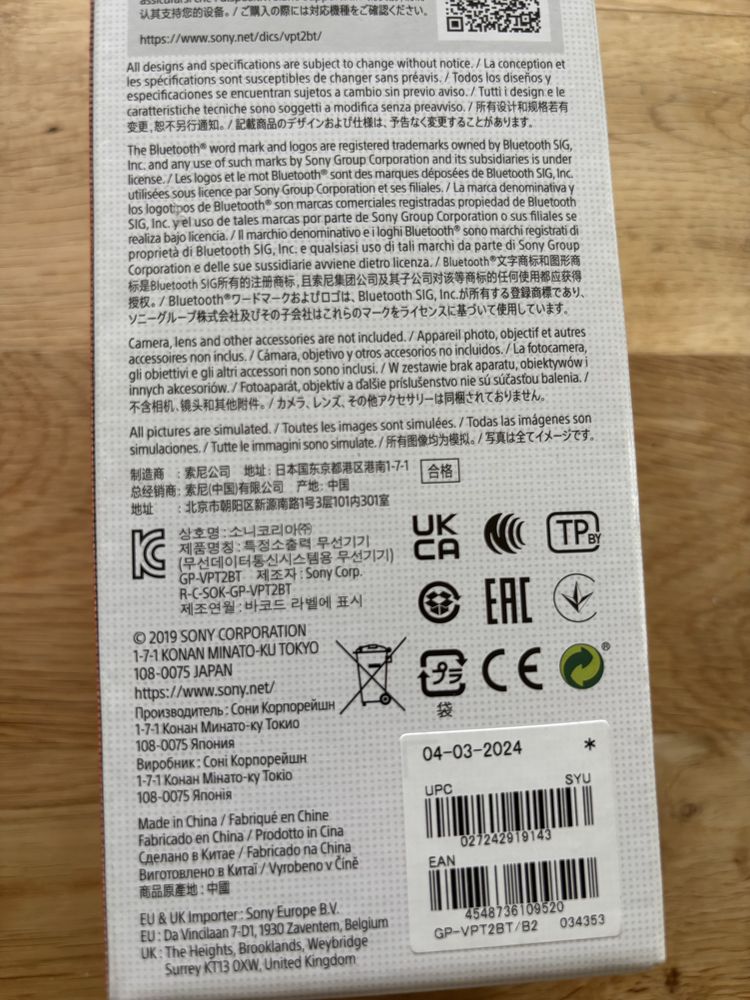 认其支持您的设备。/ ご購入の際には対応機種をご確認ください。
https://www.sony.net/dics/vpt2bt/
All designs and specifications are subject to change without notice. / La conception et
les spécifications sont susceptibles de changer sans préavis. / Todos los diseños y
especificaciones se encuentran sujetos a cambio sin previo aviso. / Tutti i design e le
caratteristiche tecniche sono soggetti a modifica senza preavviso. / 所有设计和规格若有
变更,恕不另行通知。/ 記載商品のデザインおよび仕様は、予告なく変更することがあります。
The Bluetooth® word mark and logos are registered trademarks owned by Bluetooth SIG,
Inc. and any use of such marks by Sony Group Corporation and its subsidiaries is under
license. / Les logos et le mot Bluetooth® sont des marques déposées de Bluetooth SIG, Inc.
utilisées sous licence par Sony Group Corporation et ses filiales. / La marca denominativa y
los logotipos de Bluetooth® son marcas comerciales registradas propiedad de Bluetooth
SIG, Inc. y el uso de tales marcas por parte de Sony Group Corporation o sus filiales se
realiza bajo licencia. / Il marchio denominativo e i loghi Bluetooth® sono marchi registrati di
proprietà di Bluetooth SIG, Inc. e qualsiasi uso di tali marchi da parte di Sony Group
Corporation e delle sue sussidiarie avviene dietro licenza. / Bluetooth®文字商标和图形商
标是Bluetooth SIG所有的注册商标,且索尼集团公司及其子公司对该等商标的任何使用都应获得
授权。/ Bluetooth®ワードマークおよびロゴは、Bluetooth SIG, Inc.が所有する登録商標であり、
ソニーグループ株式会社及びその子会社はこれらのマークをライセンスに基づいて使用しています。
Camera, lens and other accessories are not included. / Appareil photo, objectif et autres
accessoires non inclus. / Cámara, objetivo y otros accesorios no incluidos. / La fotocamera,
gli obiettivi e gli altri accessori non sono inclusi. / W zestawie brak aparatu, obiektywów i
innych akcesoriów. / Fotoaparát, objektív a ďalšie príslušenstvo nie sú súčasťou balenia. /
不含相机、镜头和其他附件。/ カメラ、レンズ、その他アクセサリーは同梱されておりません。
All pictures are simulated. / Toutes les images sont simulées. / Todas las imágenes son
simulaciones. / Tutte le immagini sono simulate. / 所有图像均为模拟。/ 写真は全てイメージです。
制造商 : 索尼公司 地址: 日本国东京都港区港南1-7-1 合格
总经销商: 索尼(中国)有限公司 产地: 中国
地址 : 北京市朝阳区新源南路1号3层101内301室
상호명 : 소니코리아㈜
제품명칭 : 특정소출력 무선기기
(무선데이터통신시스템용 무선기기)
GP-VPT2BT 제조자 : Sony Corp.
R-C-SOK-GP-VPT2BT
제조연월 : 바코드 라벨에 표시
UK
CA
TP BY
EAC
© 2019 SONY CORPORATION
1-7-1 KONAN MINATO-KU TOKYO
108-0075 JAPAN
https://www.sony.net/
プラ
袋
CE
®
Производитель : Сони Корпорейшн
1-7-1 Конан Минато-ку Токио
108-0075 Япония
Виробник : Соні Корпорейшн
1-7-1 Конан Мінато-ку Токіо
108-0075 Японія
Made in China / Fabriqué en Chine
Fabricado en China / Prodotto in Cina
Сделано в Китае / Fabricado na China
Виготовлено в Китаї / Vyrobeno v Číně
商品原產地 : 中國
EU & UK Importer : Sony Europe B.V.
EU : Da Vincilaan 7-D1, 1930 Zaventem, Belgium
UK : The Heights, Brooklands, Weybridge
Surrey KT13 0XW, United Kingdom
04-03-2024 *
UPC SYU
027242919143
EAN
4548736109520
GP-VPT2BT/B2 034353